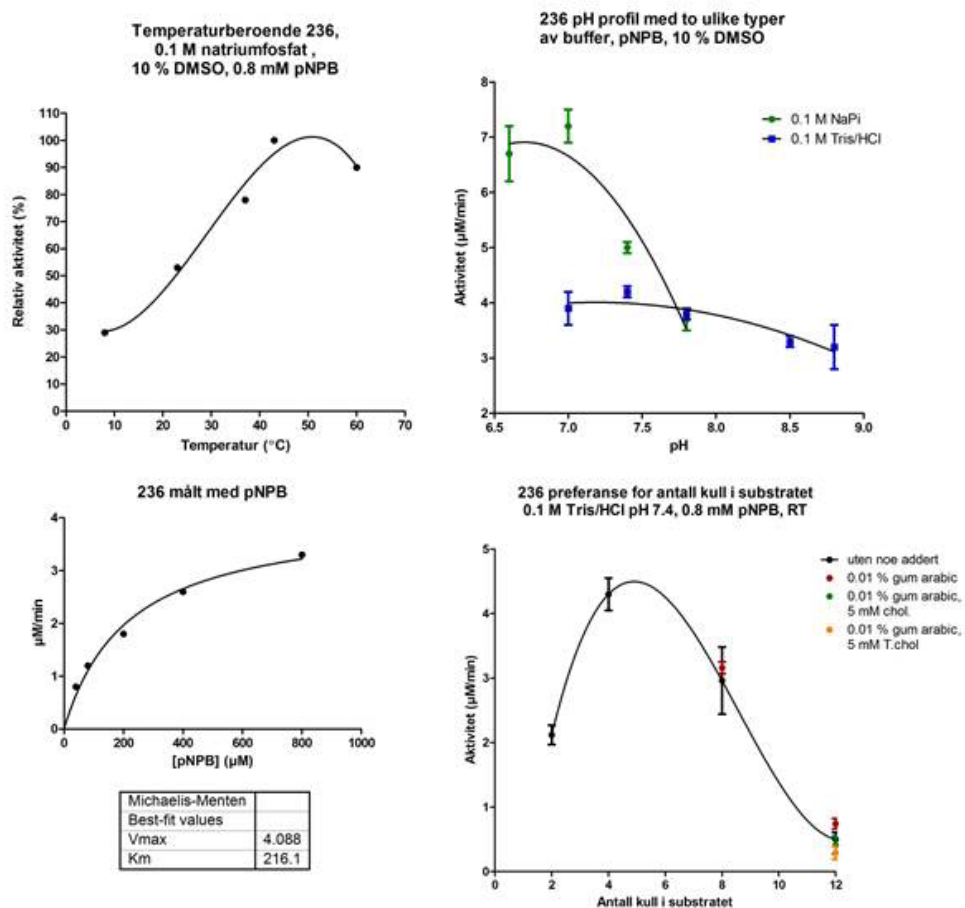 Temperaturberoende 236,
0.1 M natriumfosfat ,
10 % DMSO, 0.8 mM pNPB
Relativ aktivitet (%)
110
100
90
80
70
60
50
40
30
20
10
0
0 10 20 30 40 50 60 70
Temperatur (°C)
236 pH profil med to ulike typer
av buffer, pNPB, 10 % DMSO
Aktivitet (µM/min)
8
7
6
5
4
3
2
6.5 7.0 7.5 8.0 8.5 9.0
pH
0.1 M NaPi
0.1 M Tris/HCl
236 målt med pNPB
µM/min
4
3
2
1
0
0 200 400 600 800 1000
[pNPB] (µM)
Michaelis-Menten
Best-fit values
Vmax 4.088
Km 216.1
236 preferanse for antall kull i substratet
0.1 M Tris/HCl pH 7.4, 0.8 mM pNPB, RT
Aktivitet (µM/min)
5
4
3
2
1
0
0 2 4 6 8 10 12
Antall kull i substratet
uten noe addert
0.01 % gum arabic
0.01 % gum arabic,
5 mM chol.
0.01 % gum arabic,
5 mM T.chol